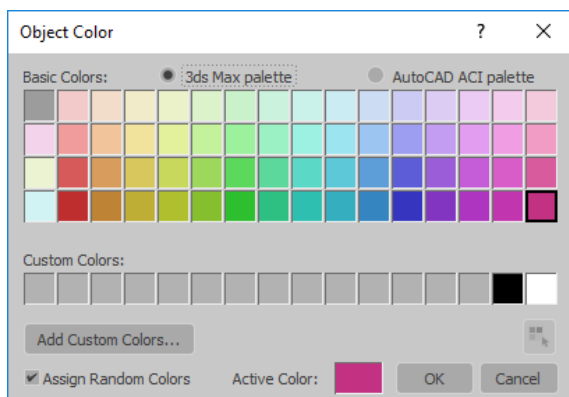 Object Color ?
Basic Colors: 3ds Max palette AutoCAD ACI palette
Custom Colors:
Add Custom Colors...
Assign Random Colors Active Color: OK Cancel